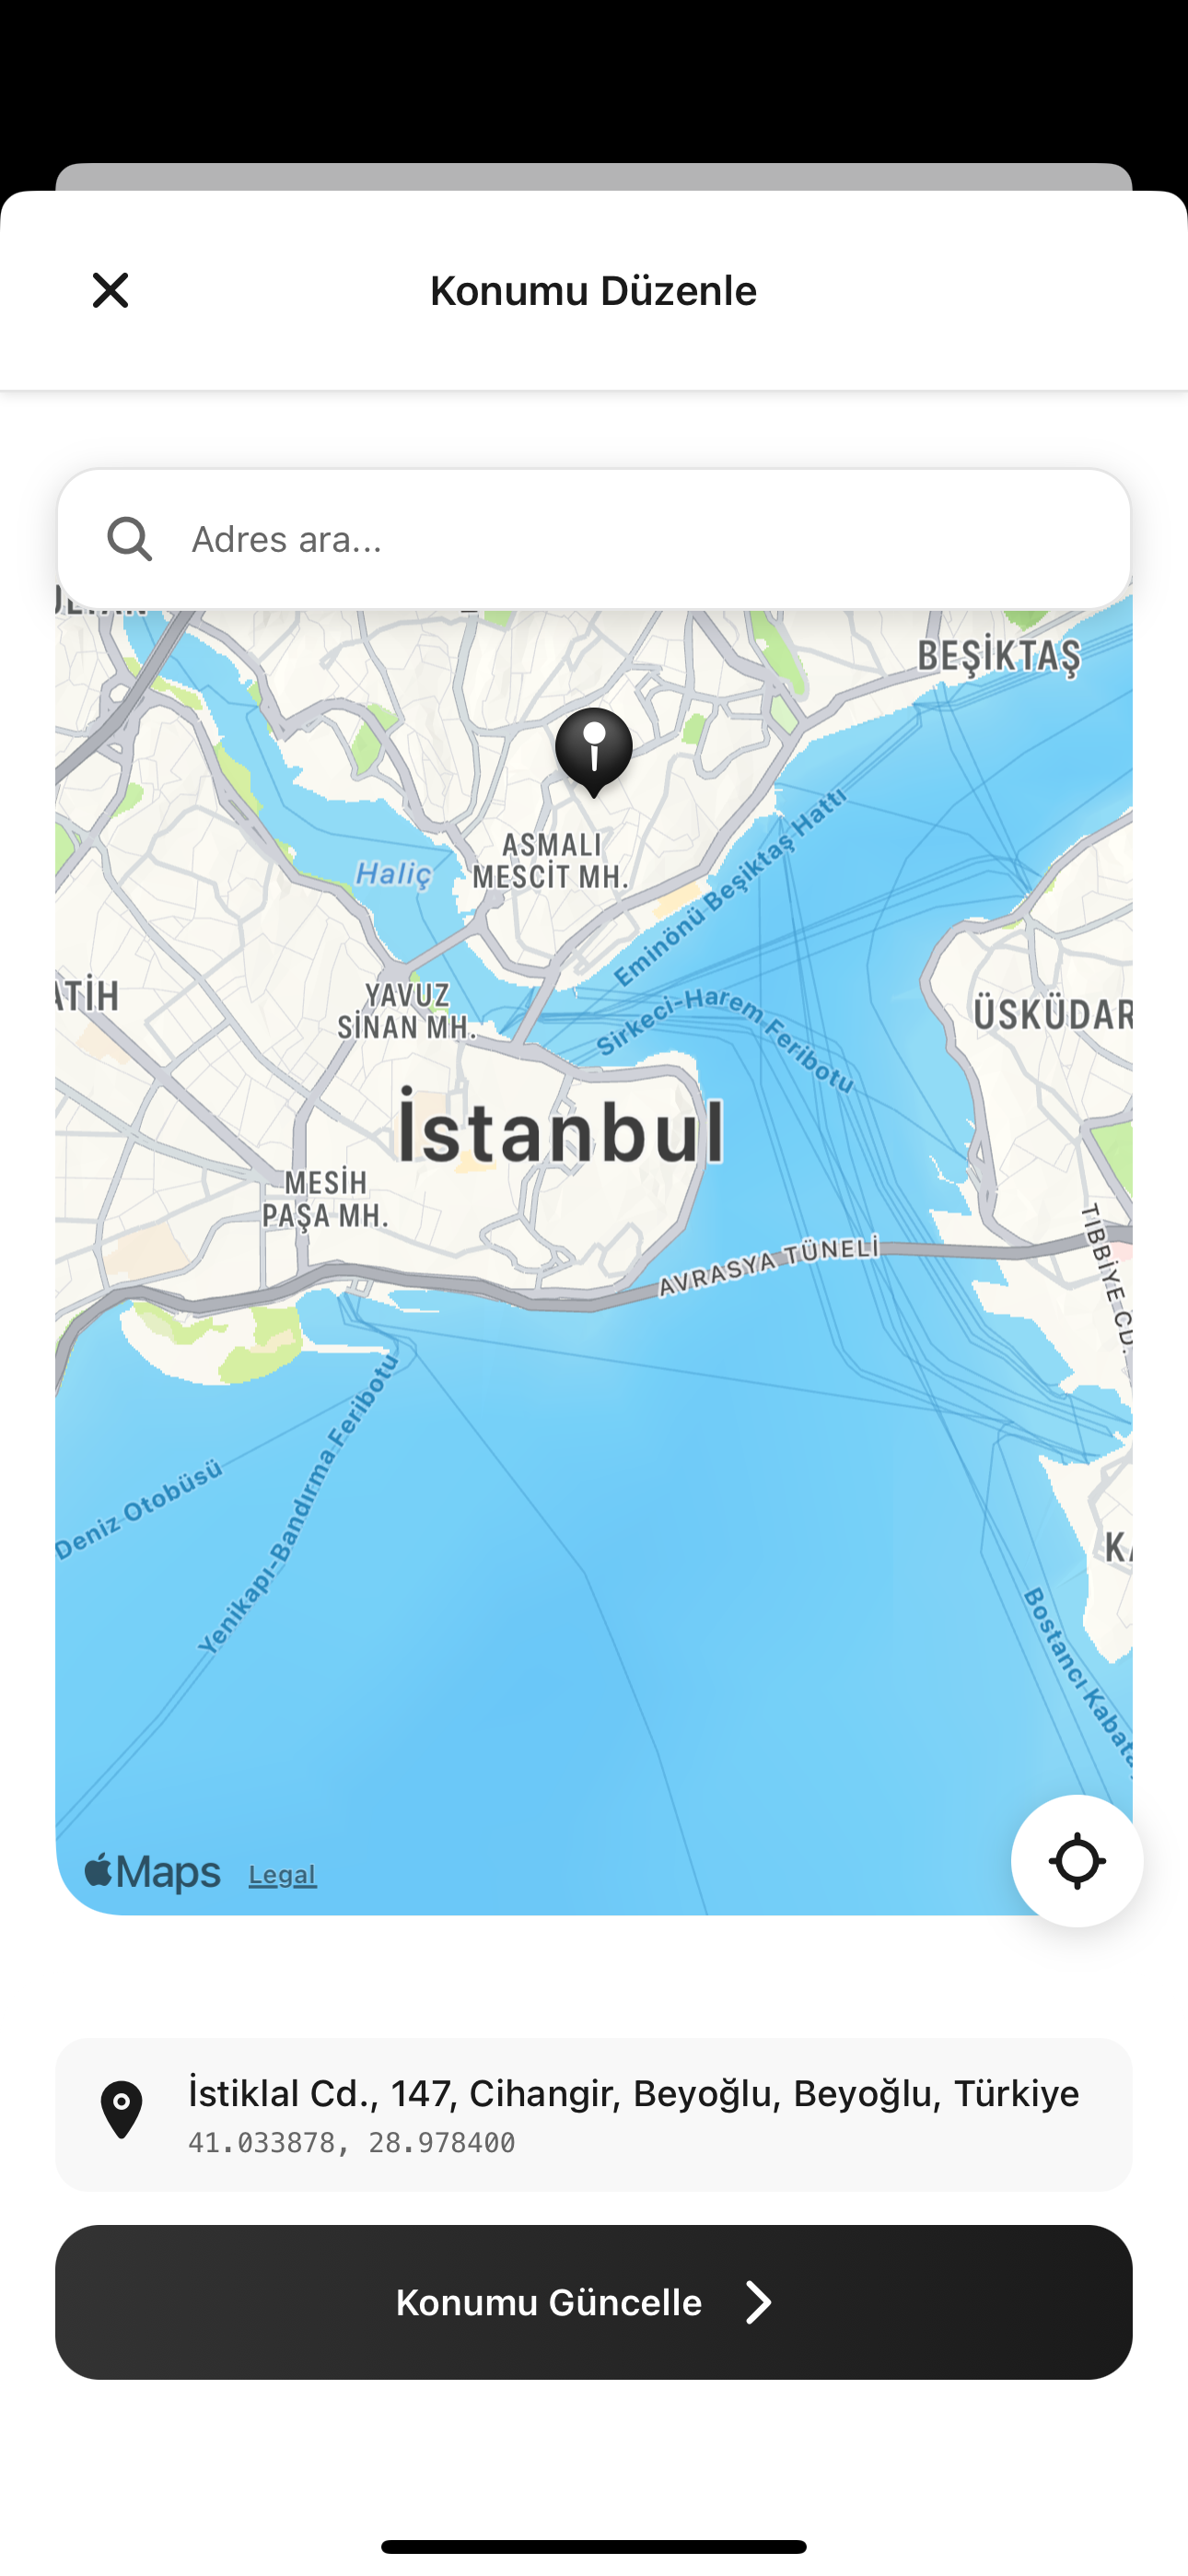 Konumu Düzenle
Adres ara...
BEŞİKTAŞ
ASMALI
MESCİT MH.
Haliç
Eminönü Beşiktaş Hattı
YAVUZ
SİNAN MH.
Sirkeci-Harem Feribotu
ÜSKÜDAR
İstanbul
MESİH
PAŞA MH.
AVRASYA TÜNELİ
TIBBİYE CD.
Deniz Otobüsü
Yenikapı-Bandırma Feribotu
Bostancı Kabata
Maps Legal
İstiklal Cd., 147, Cihangir, Beyoğlu, Beyoğlu, Türkiye
41.033878, 28.978400
Konumu Güncelle